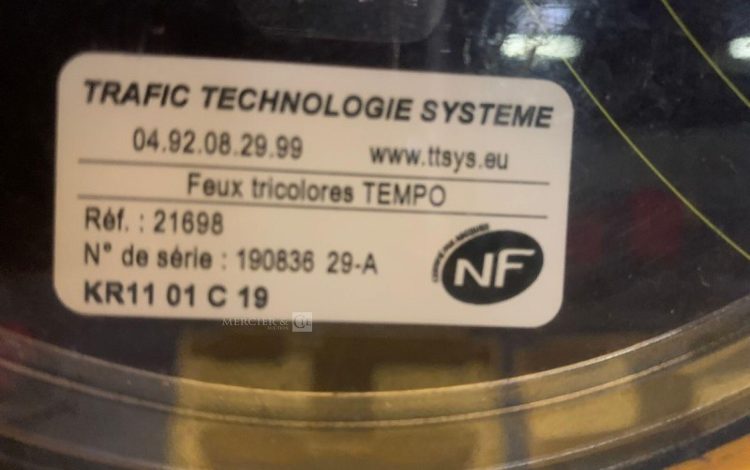 TRAFIC TECHNOLOGIE SYSTEME
04.92.08.29.99 www.ttsys.eu
Feux tricolores TEMPO
Réf. : 21698
N° de série : 190836 29-A
NF
KR11 01 C 19
MERCIER &